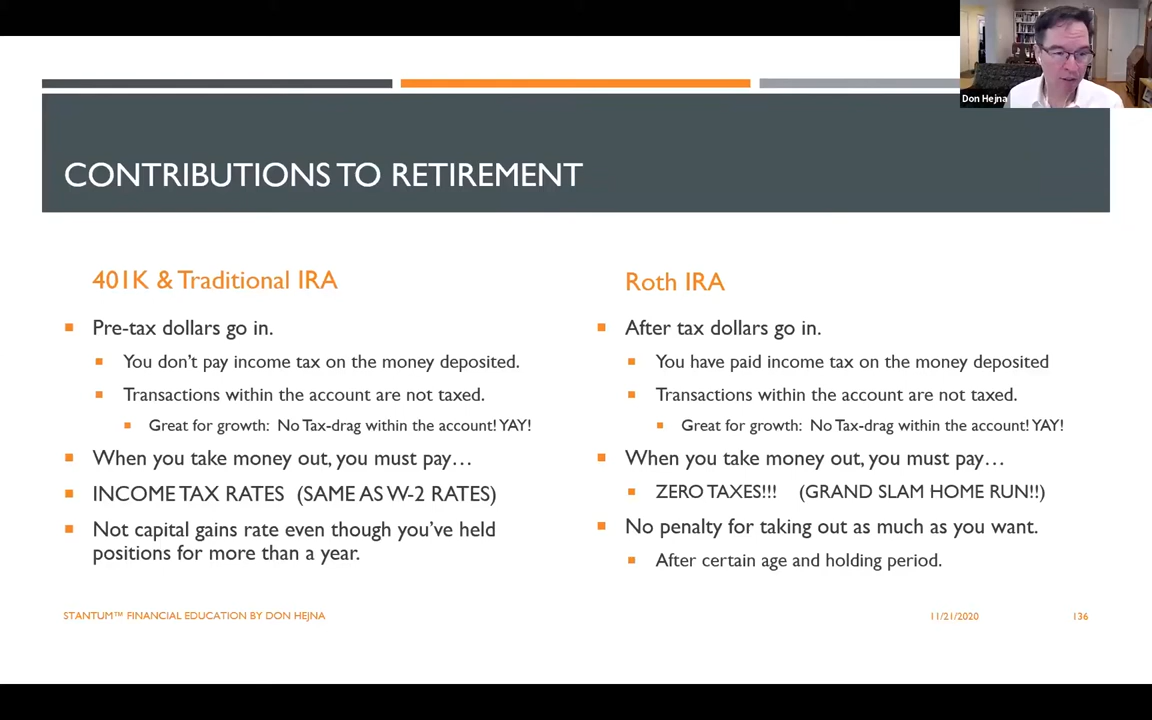 Don Hejna
CONTRIBUTIONS TO RETIREMENT
401K & Traditional IRA
Pre-tax dollars go in.
You don't pay income tax on the money deposited.
Transactions within the account are not taxed.
Great for growth: No Tax-drag within the account! YAY!
When you take money out, you must pay…
INCOME TAX RATES (SAME AS W-2 RATES)
Not capital gains rate even though you've held
positions for more than a year.
Roth IRA
After tax dollars go in.
You have paid income tax on the money deposited
Transactions within the account are not taxed.
Great for growth: No Tax-drag within the account! YAY!
When you take money out, you must pay…
ZERO TAXES!!! (GRAND SLAM HOME RUN!!)
No penalty for taking out as much as you want.
After certain age and holding period.
STANTUM™ FINANCIAL EDUCATION BY DON HEJNA
11/21/2020
136